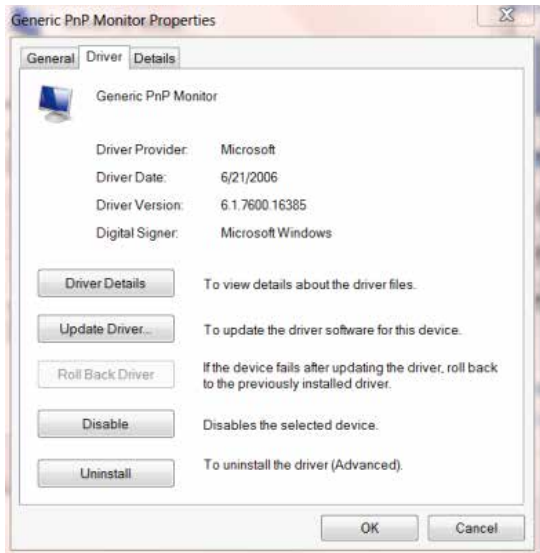 Generic PnP Monitor Properties
General Driver Details
Generic PnP Monitor
Driver Provider: Microsoft
Driver Date: 6/21/2006
Driver Version: 6.1.7600.16385
Digital Signer: Microsoft Windows
Driver Details To view details about the driver files.
Update Driver... To update the driver software for this device.
Roll Back Driver If the device fails after updating the driver, roll back
to the previously installed driver.
Disable Disables the selected device.
Uninstall To uninstall the driver (Advanced).
OK Cancel